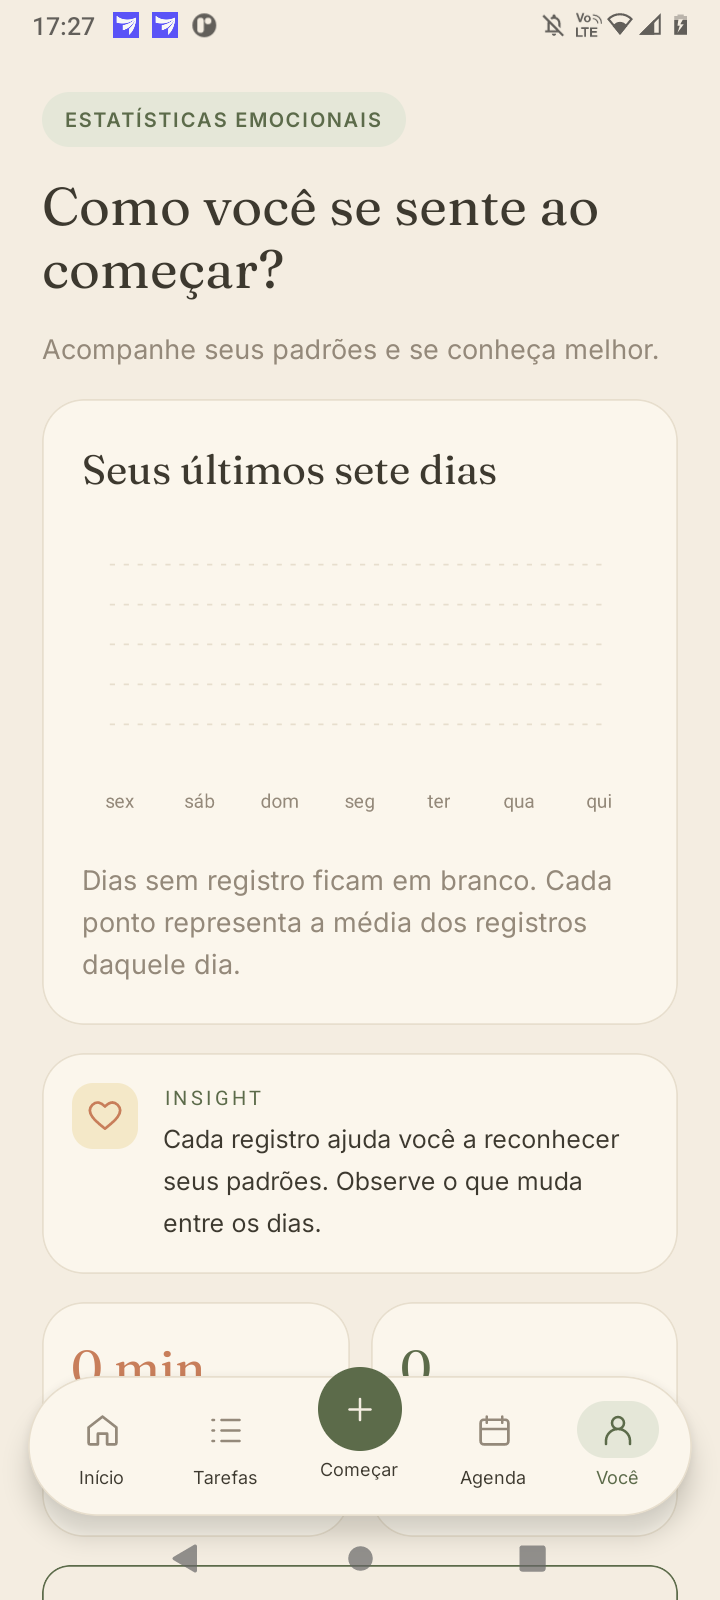 17:27
Vo
LTE
ESTATÍSTICAS EMOCIONAIS
Como você se sente ao
começar?
Acompanhe seus padrões e se conheça melhor.
Seus últimos sete dias
sex sáb dom seg ter qua qui
Dias sem registro ficam em branco. Cada
ponto representa a média dos registros
daquele dia.
INSIGHT
Cada registro ajuda você a reconhecer
seus padrões. Observe o que muda
entre os dias.
0 min 0
Início Tarefas Começar Agenda Você